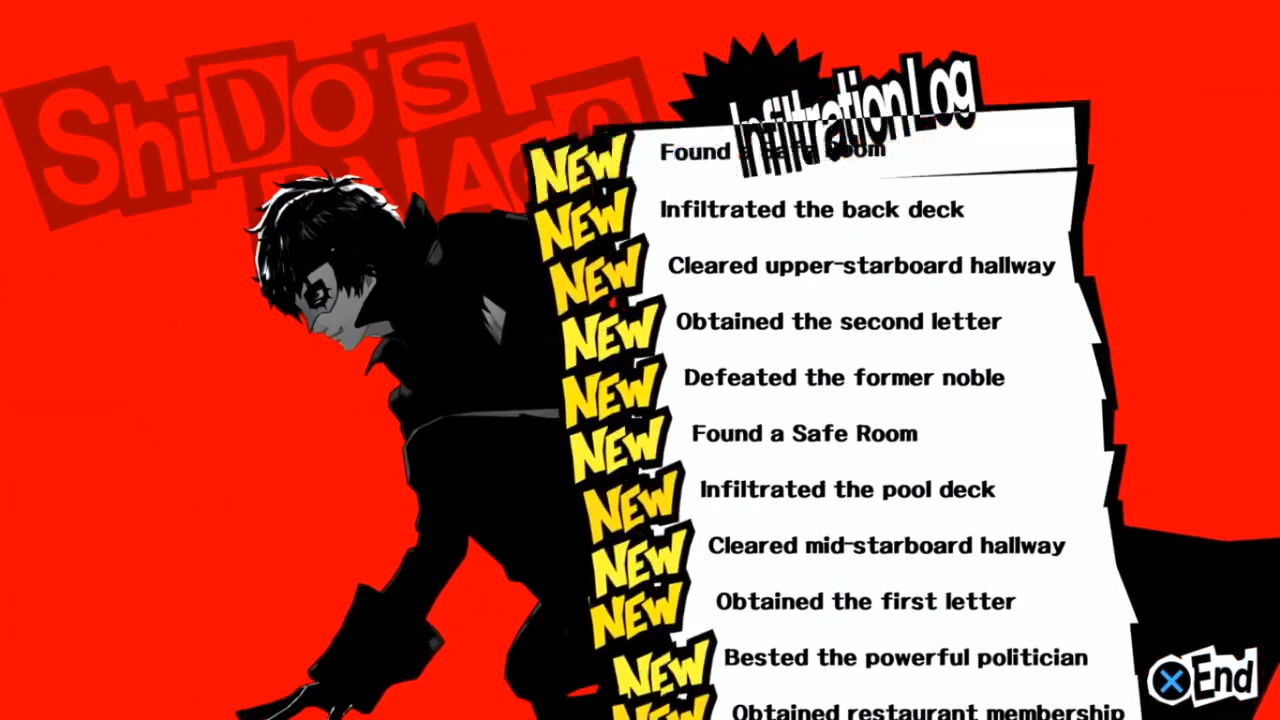 ShiDo's
Infiltration Log
NEW Found a Safe Room
NEW Infiltrated the back deck
NEW Cleared upper-starboard hallway
NEW Obtained the second letter
NEW Defeated the former noble
NEW Found a Safe Room
NEW Infiltrated the pool deck
NEW Cleared mid-starboard hallway
NEW Obtained the first letter
NEW Bested the powerful politician
NEW Obtained restaurant membership
End